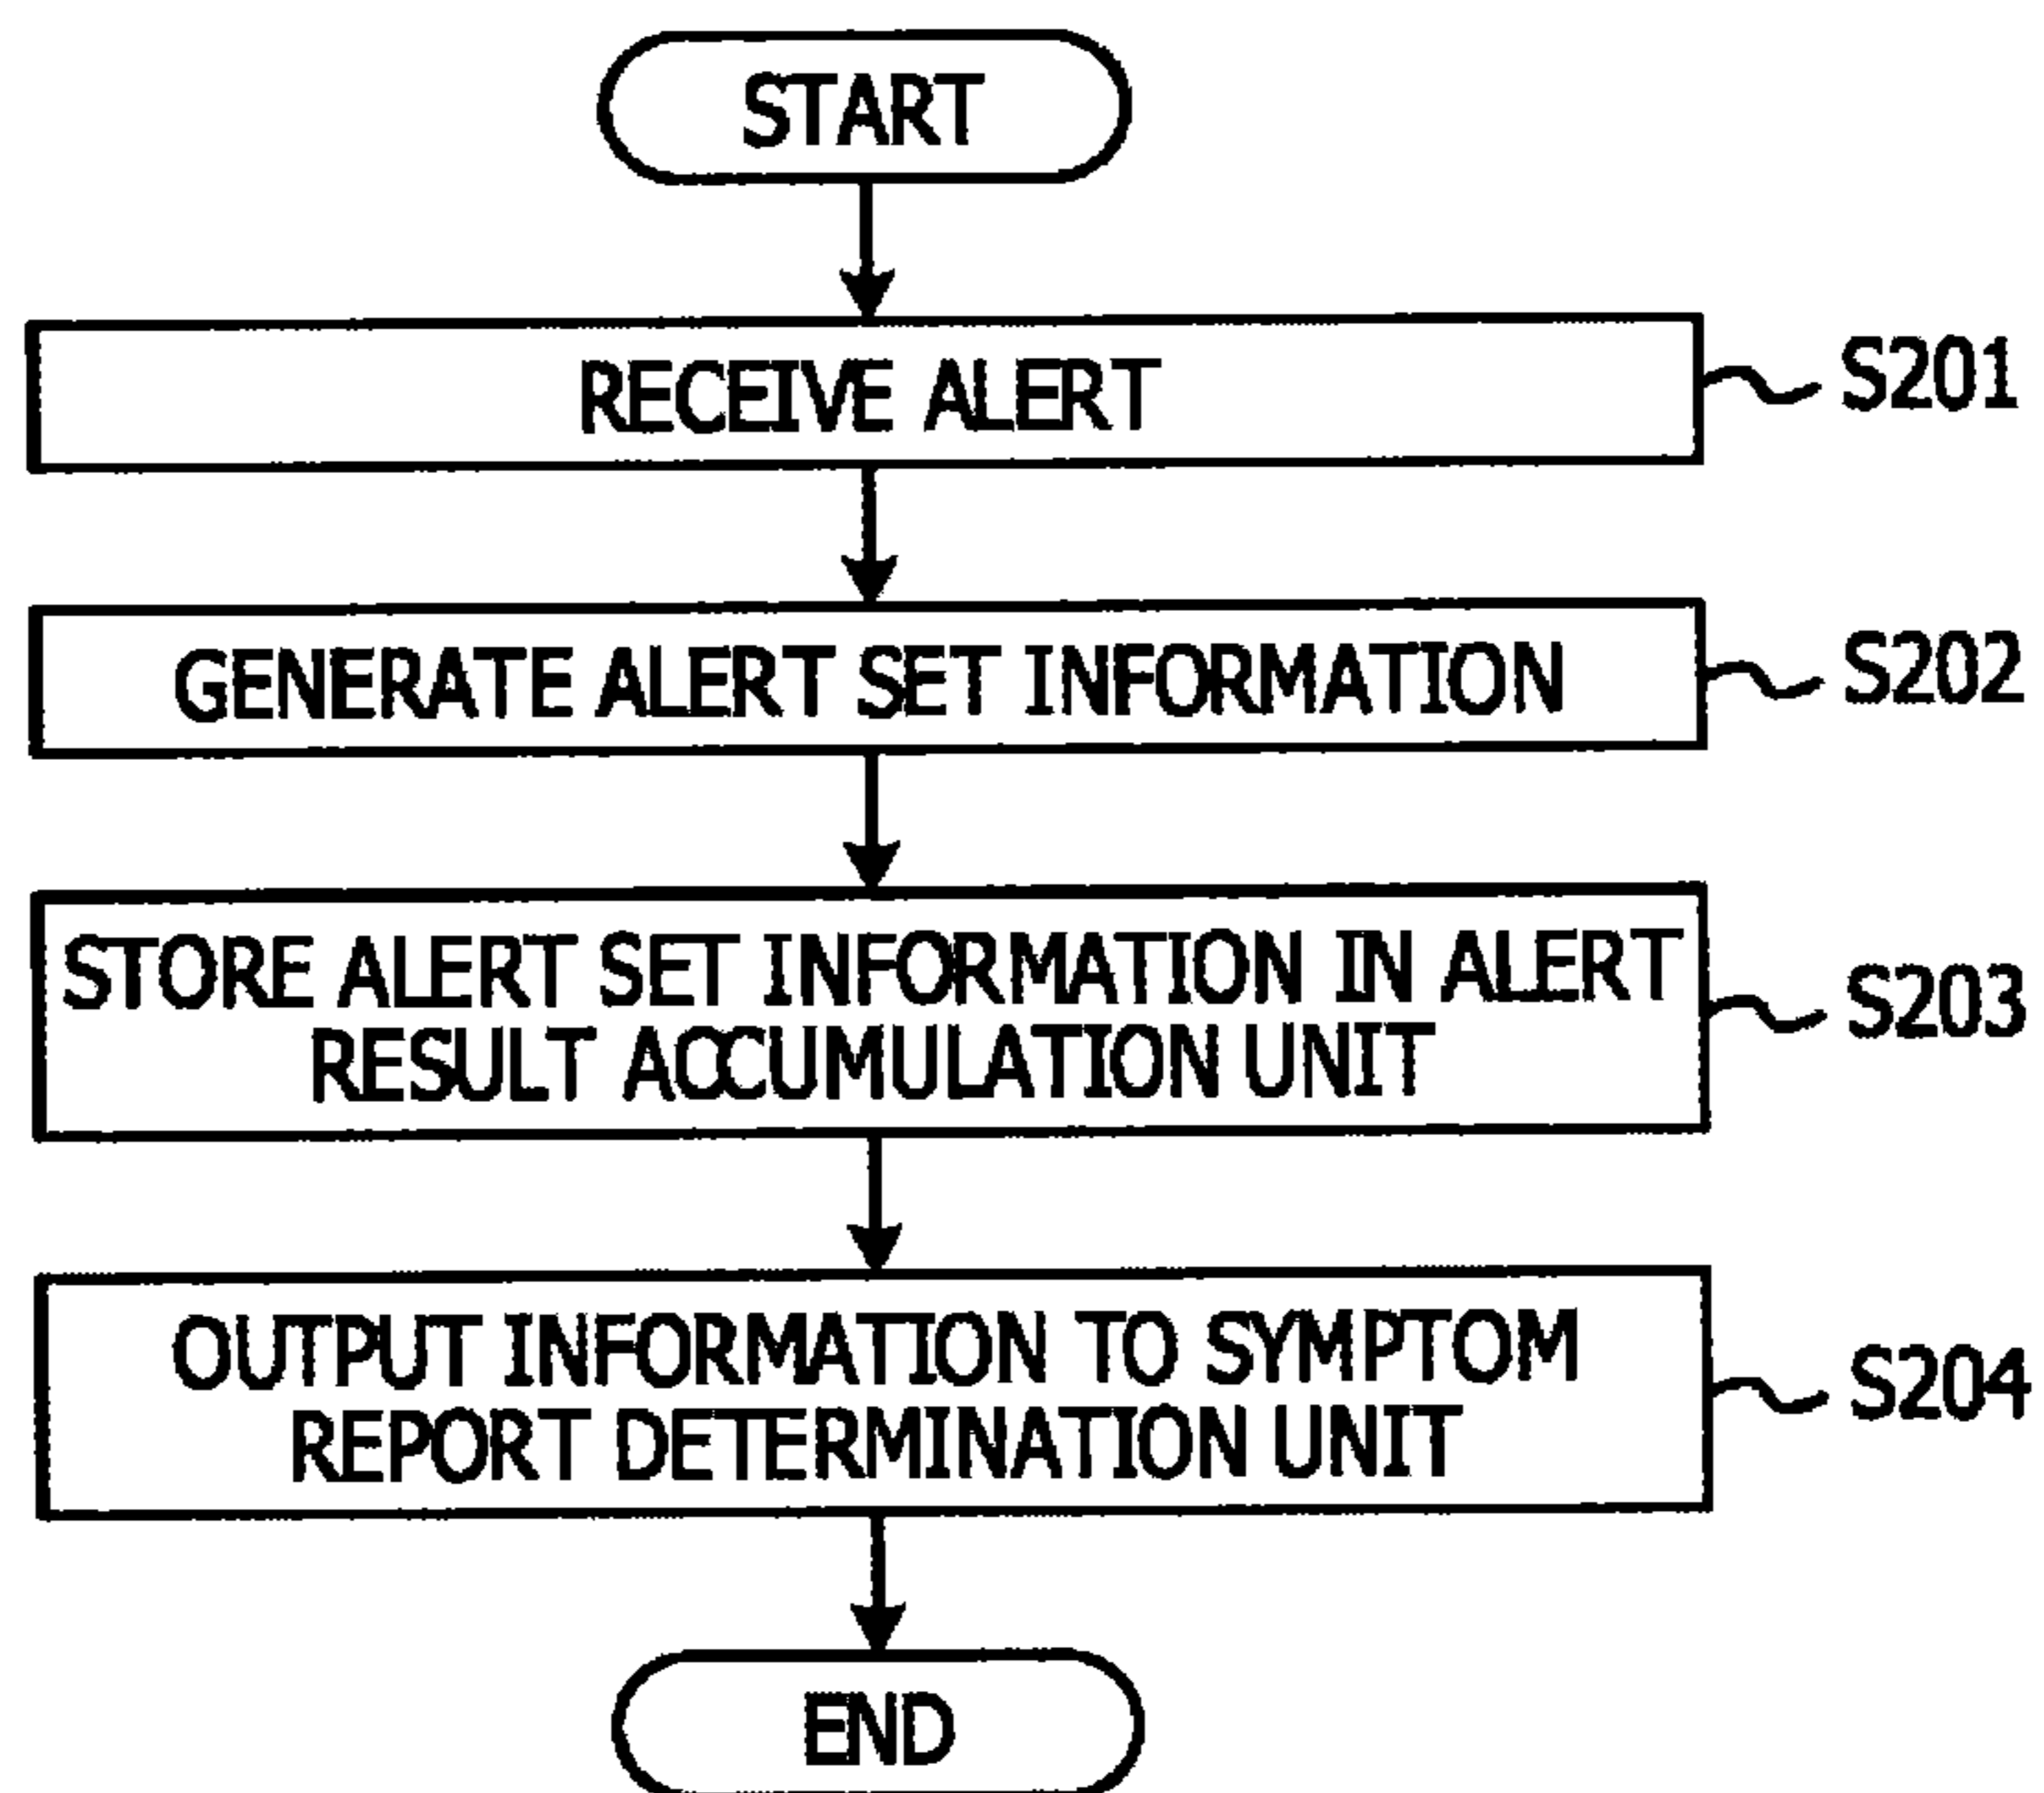 START
RECEIVE ALERT
S201
GENERATE ALERT SET INFORMATION
S202
STORE ALERT SET INFORMATION IN ALERT
RESULT ACCUMULATION UNIT
S203
OUTPUT INFORMATION TO SYMPTOM
REPORT DETERMINATION UNIT
S204
END